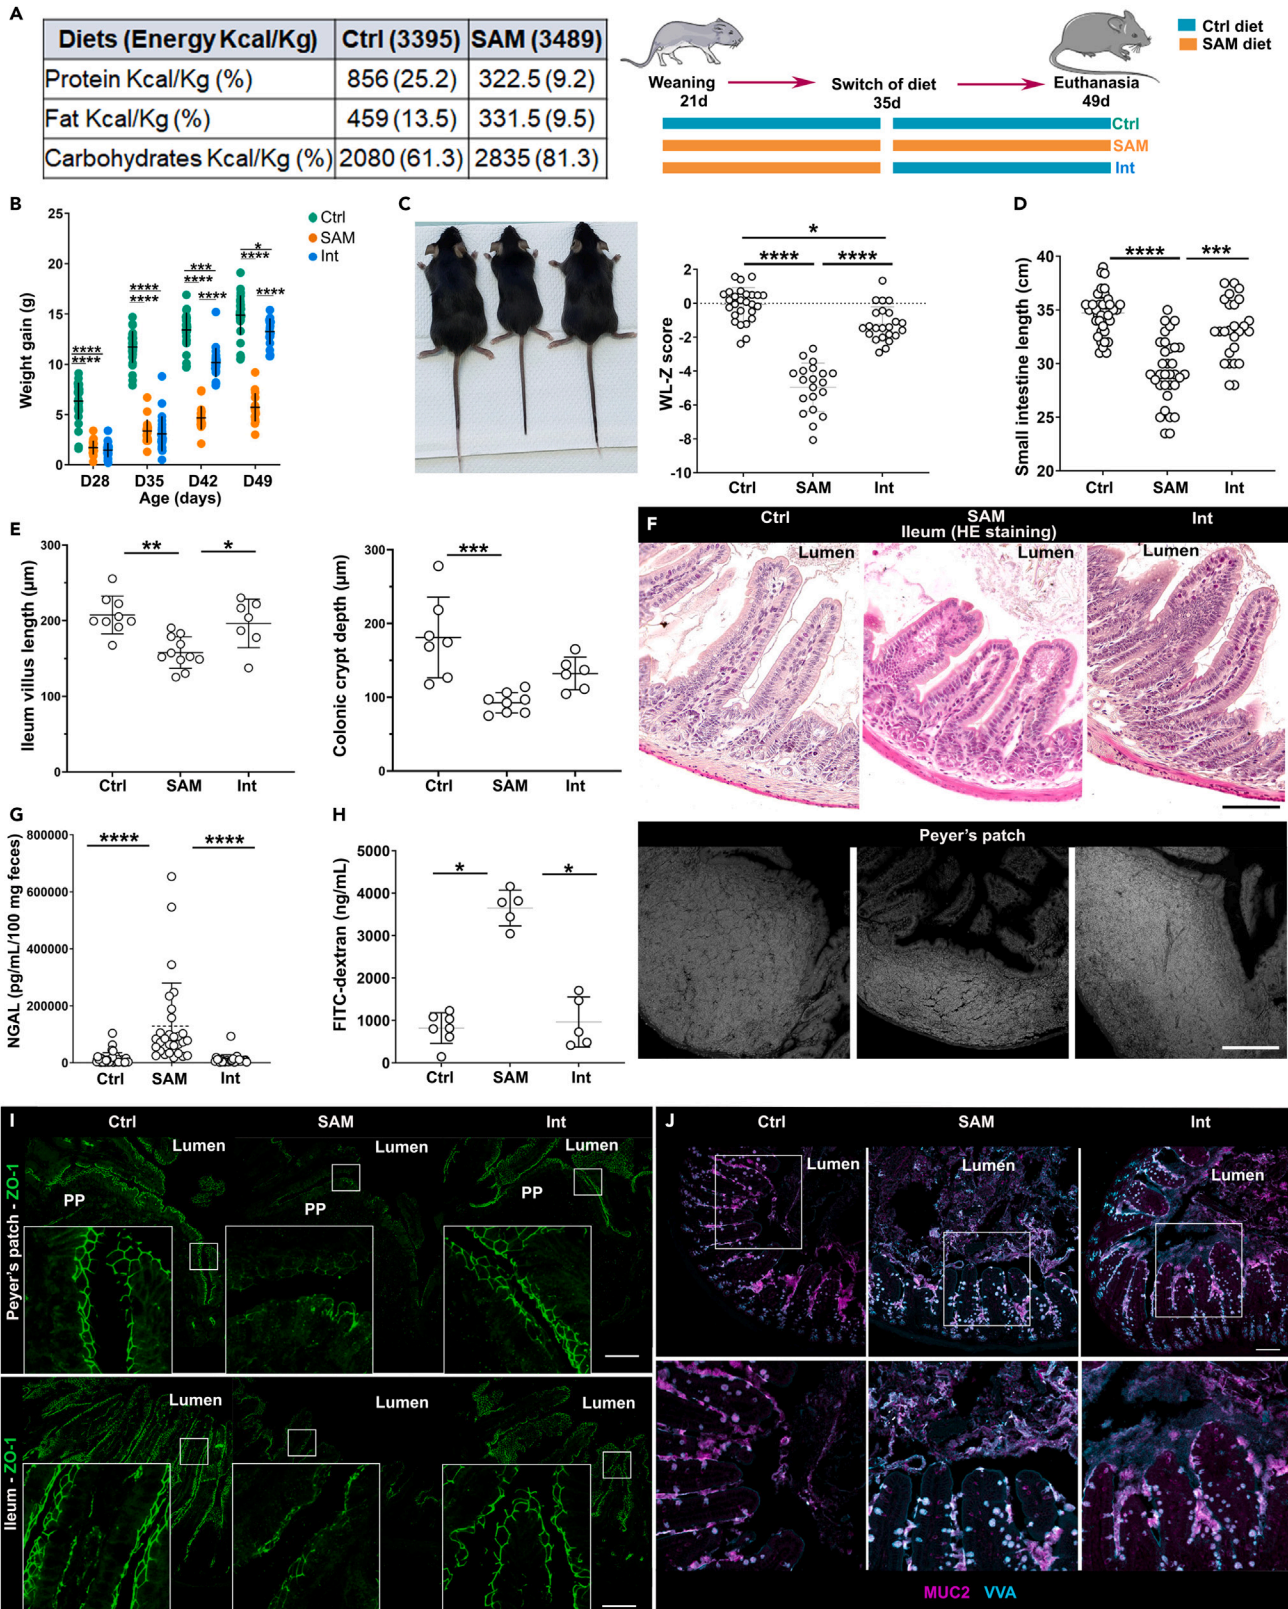 A
Diets (Energy Kcal/Kg) Ctrl (3395) SAM (3489)
Protein Kcal/Kg (%) 856 (25.2) 322.5 (9.2)
Fat Kcal/Kg (%) 459 (13.5) 331.5 (9.5)
Carbohydrates Kcal/Kg (%) 2080 (61.3) 2835 (81.3)
Weaning
21d
Switch of diet
35d
Euthanasia
49d
Ctrl diet
SAM diet
Ctrl
SAM
Int
B
Weight gain (g)
25
20
15
10
5
0
D28 D35 D42 D49
Age (days)
Ctrl
SAM
Int
****
****
****
****
***
****
****
*
****
****
C
WL-Z score
2
0
-2
-4
-6
-8
-10
Ctrl SAM Int
*
**** ****
D
Small intestine length (cm)
40
35
30
25
20
Ctrl SAM Int
**** ***
E
Ileum villus length (µm)
300
200
100
0
Ctrl SAM Int
** *
Colonic crypt depth (µm)
300
200
100
0
Ctrl SAM Int
***
F
Ctrl SAM Int
Ileum (HE staining)
Lumen Lumen Lumen
Peyer's patch
G
NGAL (pg/mL/100 mg feces)
800000
600000
400000
200000
0
Ctrl SAM Int
**** ****
H
FITC-dextran (ng/mL)
5000
4000
3000
2000
1000
0
Ctrl SAM Int
* *
I
Ctrl SAM Int
Peyer's patch - ZO-1
Lumen Lumen Lumen
PP PP PP
Ileum - ZO-1
Lumen Lumen Lumen
J
Ctrl SAM Int
Lumen Lumen Lumen
MUC2 VVA